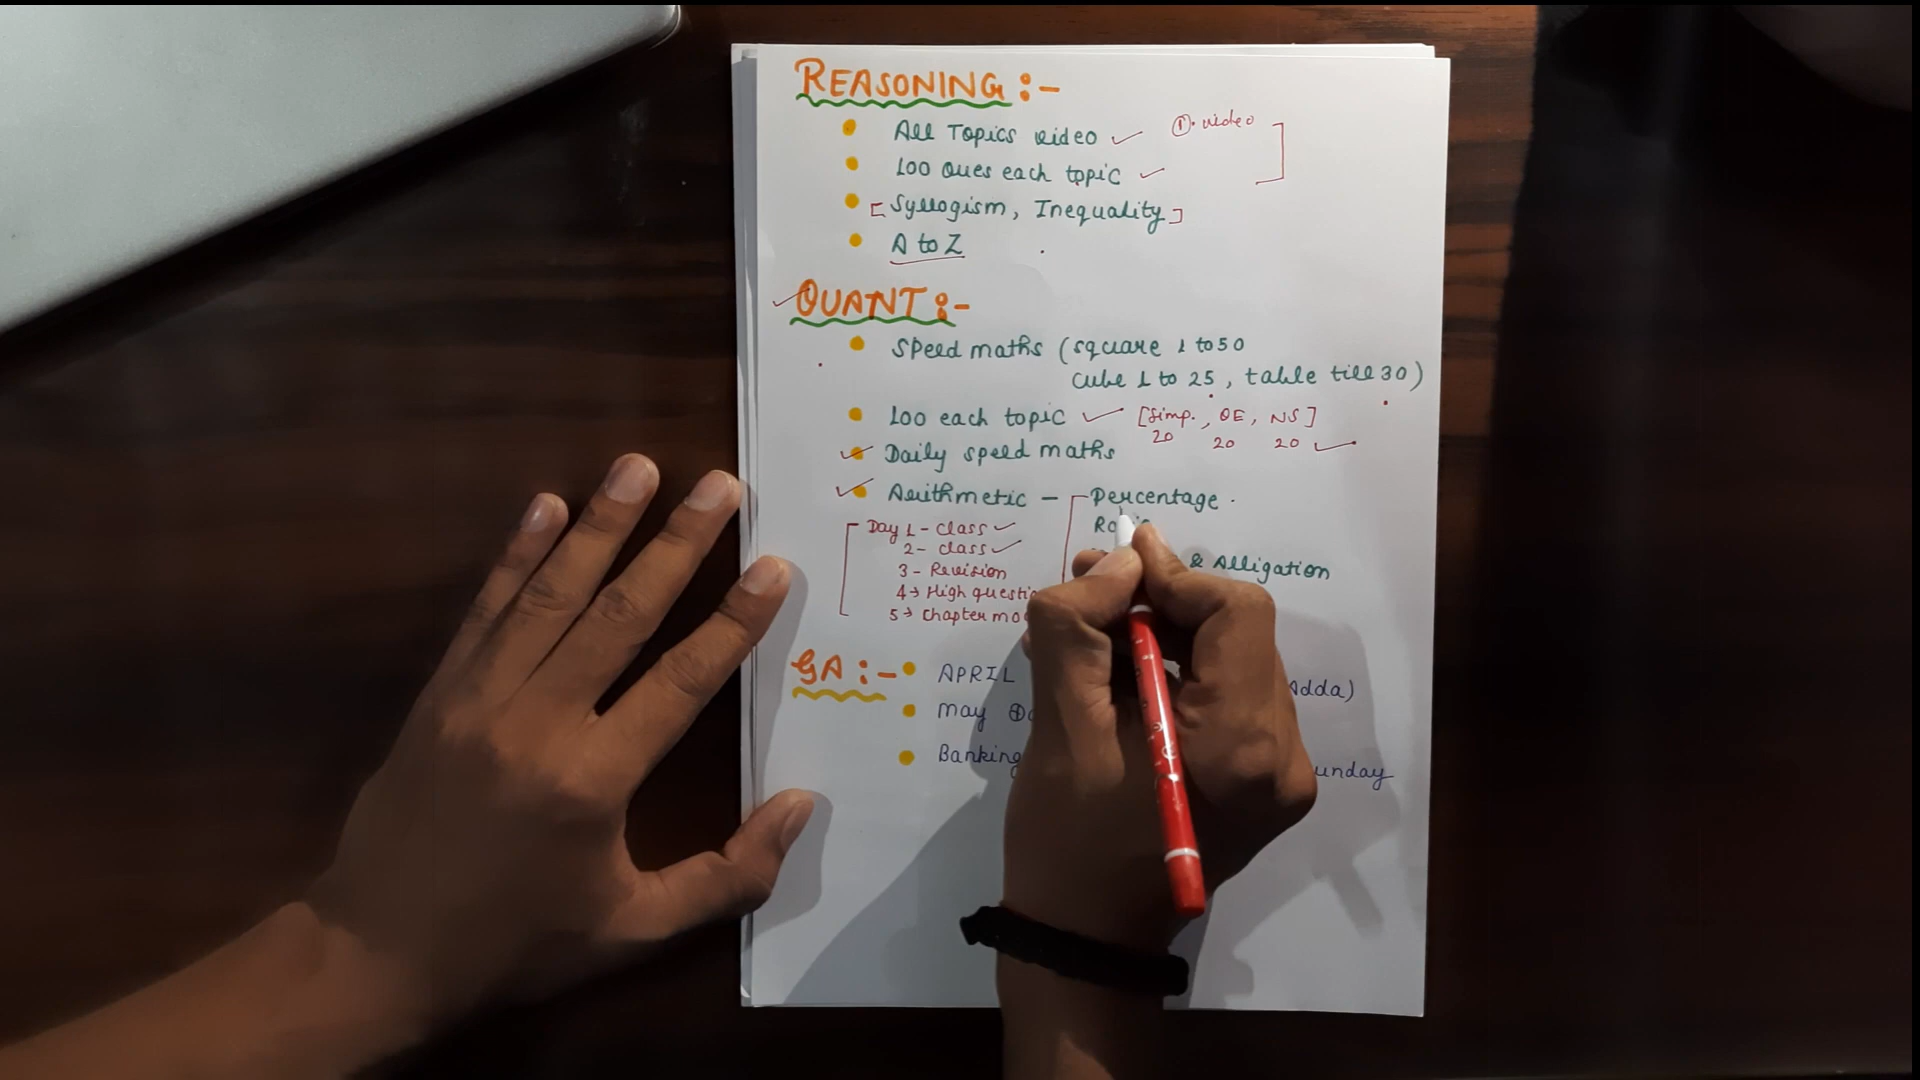 REASONING :-
All Topics video ①. video
100 Ques each topic
[Syllogism, Inequality]
A to Z
QUANT :-
Speed maths (square 1 to 50
cube 1 to 25, table till 30)
100 each topic [Simp., QE, NS]
20 20 20
Daily speed maths
Arithmetic - Percentage
Day 1 - class
2 - class
& Alligation
3 - Revision
4 → High
5 → Chapter
GA :- APRIL Adda)
May
Banking